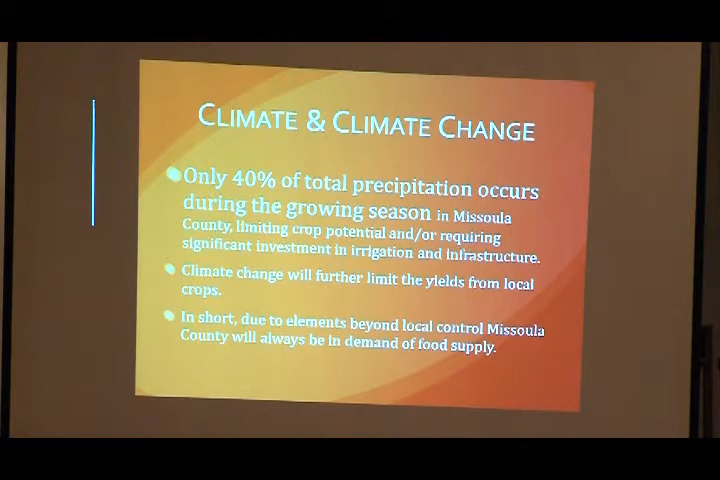 CLIMATE & CLIMATE CHANGE
Only 40% of total precipitation occurs
during the growing season in Missoula
County, limiting crop potential and/or requiring
significant investment in irrigation and infrastructure.
Climate change will further limit the yields from local
crops.
In short, due to elements beyond local control Missoula
County will always be in demand of food supply.